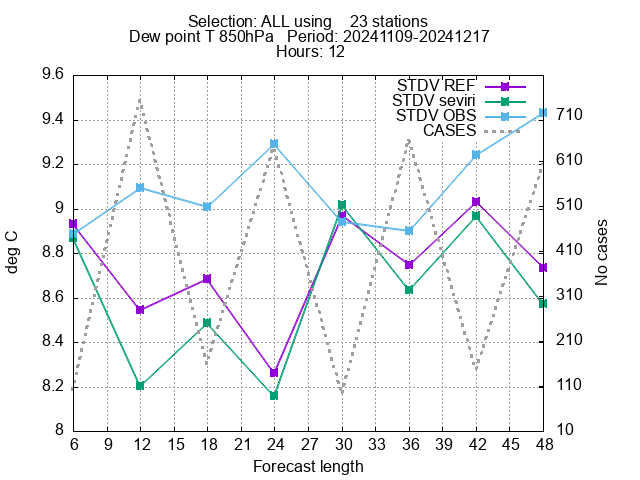 Selection: ALL using    23 stations
Dew point T 850hPa   Period: 20241109-20241217
Hours: 12
STDV REF
STDV seviri
STDV OBS
CASES
9.6
9.4
9.2
9
8.8
8.6
8.4
8.2
8
710
610
510
410
310
210
110
10
deg C
No cases
6 12 18 24 27 30 33 36 39 42 45 48
9 15 21
Forecast length